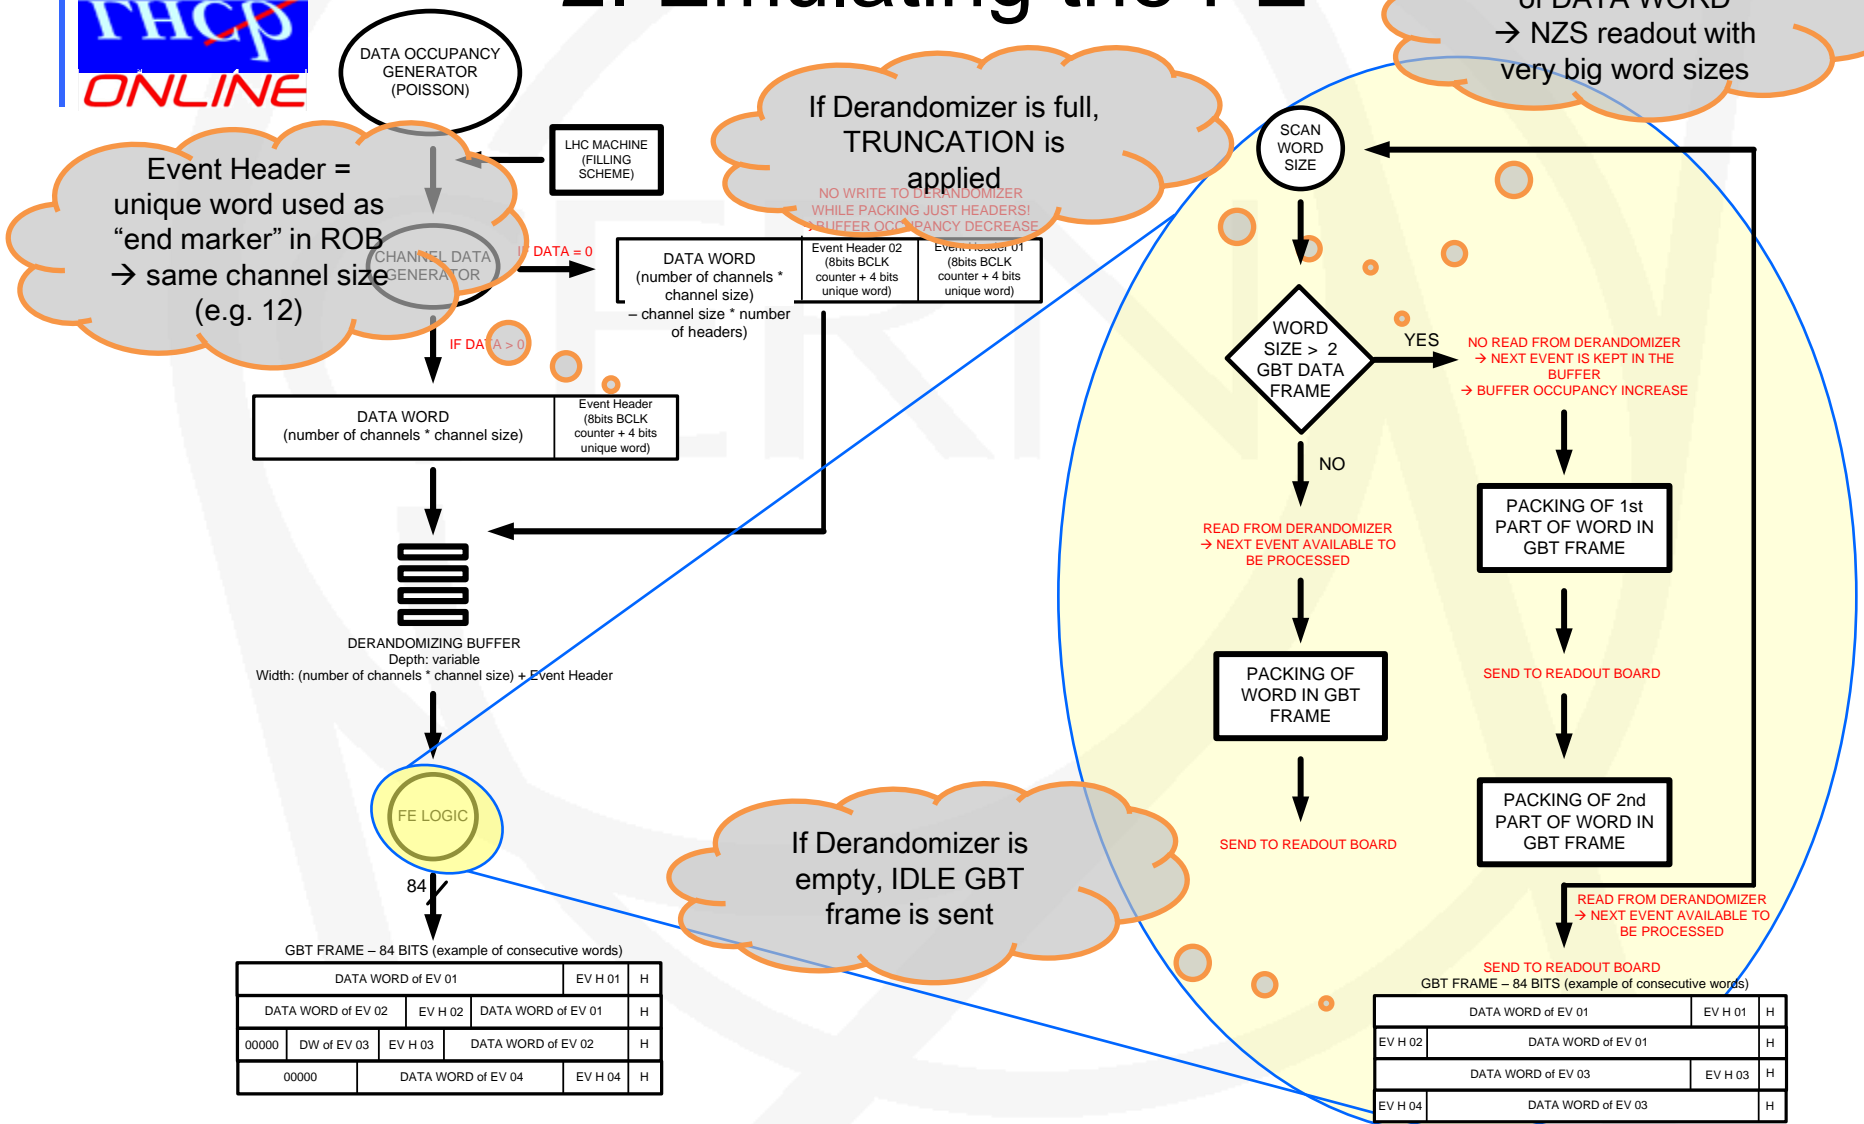 2. Emulating the FE
LHCb
ONLINE
of DATA WORD
→ NZS readout with
very big word sizes
DATA OCCUPANCY
GENERATOR
(POISSON)
If Derandomizer is full,
TRUNCATION is
applied
LHC MACHINE
(FILLING
SCHEME)
Event Header =
unique word used as
“end marker” in ROB
→ same channel size
(e.g. 12)
CHANNEL DATA
GENERATOR
NO WRITE TO DERANDOMIZER
WHILE PACKING JUST HEADERS!
→BUFFER OCCUPANCY DECREASE
IF DATA = 0
DATA WORD
(number of channels *
channel size)
– channel size * number
of headers)
Event Header 02
(8bits BCLK
counter + 4 bits
unique word)
Event Header 01
(8bits BCLK
counter + 4 bits
unique word)
IF DATA > 0
DATA WORD
(number of channels * channel size)
Event Header
(8bits BCLK
counter + 4 bits
unique word)
DERANDOMIZING BUFFER
Depth: variable
Width: (number of channels * channel size) + Event Header
FE LOGIC
84
If Derandomizer is
empty, IDLE GBT
frame is sent
GBT FRAME – 84 BITS (example of consecutive words)
DATA WORD of EV 01 EV H 01 H
DATA WORD of EV 02 EV H 02 DATA WORD of EV 01 H
00000 DW of EV 03 EV H 03 DATA WORD of EV 02 H
00000 DATA WORD of EV 04 EV H 04 H
SCAN
WORD
SIZE
WORD
SIZE > 2
GBT DATA
FRAME
YES
NO READ FROM DERANDOMIZER
→ NEXT EVENT IS KEPT IN THE
BUFFER
→ BUFFER OCCUPANCY INCREASE
NO
READ FROM DERANDOMIZER
→ NEXT EVENT AVAILABLE TO
BE PROCESSED
PACKING OF
WORD IN GBT
FRAME
SEND TO READOUT BOARD
PACKING OF 1st
PART OF WORD IN
GBT FRAME
SEND TO READOUT BOARD
PACKING OF 2nd
PART OF WORD IN
GBT FRAME
READ FROM DERANDOMIZER
→ NEXT EVENT AVAILABLE TO
BE PROCESSED
SEND TO READOUT BOARD
GBT FRAME – 84 BITS (example of consecutive words)
DATA WORD of EV 01 EV H 01 H
EV H 02 DATA WORD of EV 01 H
DATA WORD of EV 03 EV H 03 H
EV H 04 DATA WORD of EV 03 H
CERN